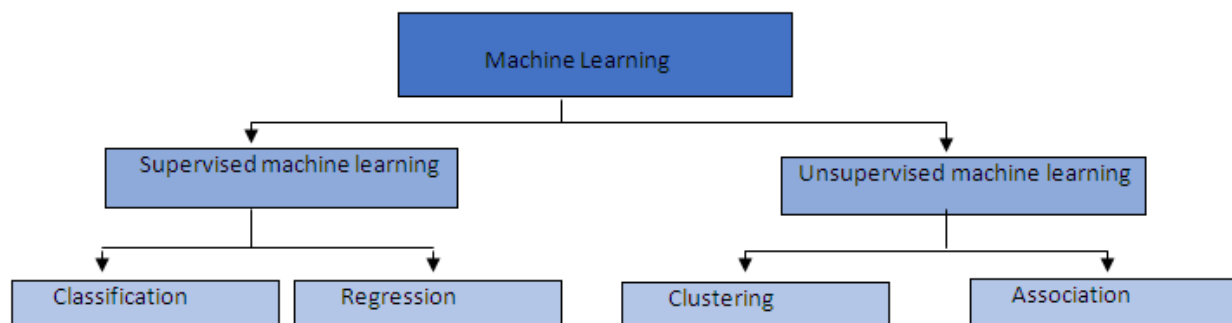 Machine Learning
Supervised machine learning
Unsupervised machine learning
Classification
Regression
Clustering
Association